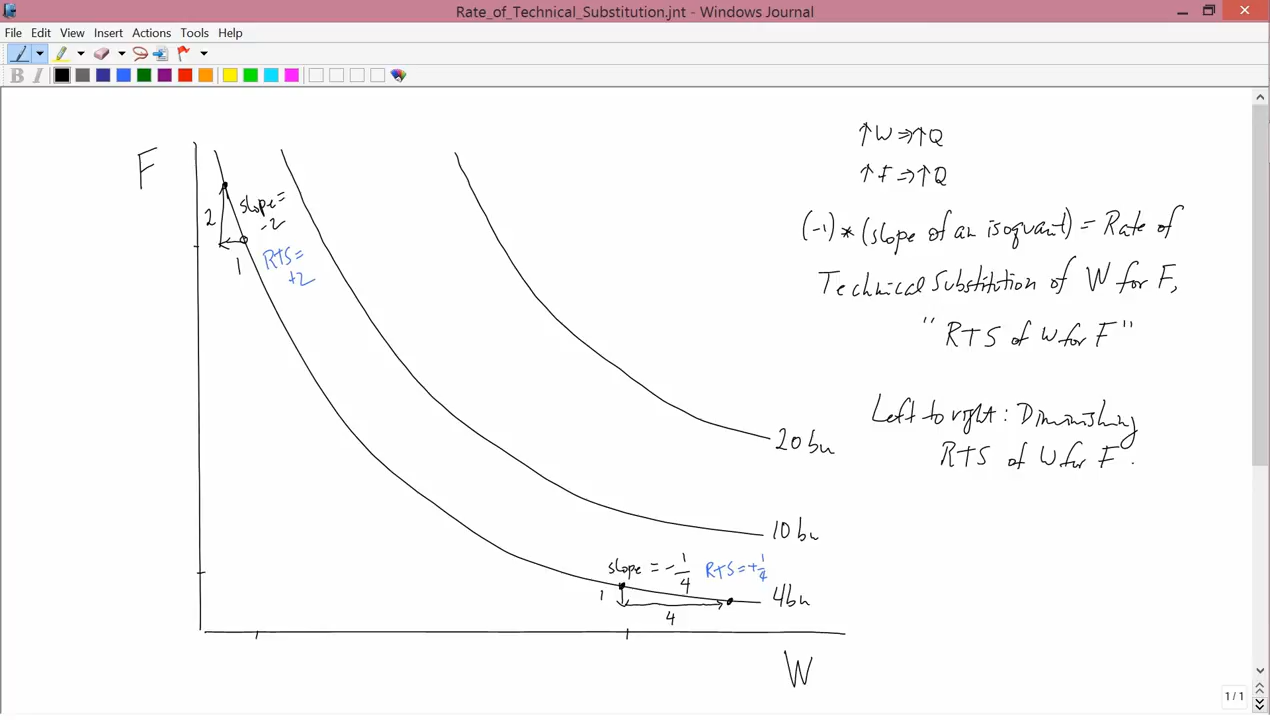 Rate_of_Technical_Substitution.jnt - Windows Journal
File Edit View Insert Actions Tools Help
B I
F
2
1
slope =
-2
RTS =
+2
↑W ⇒ ↑Q
↑F ⇒ ↑Q
(-1) * (slope of an isoquant) = Rate of
Technical Substitution of W for F,
"RTS of W for F"
Left to right: Diminishing
RTS of W for F.
20 bu
10 bu
slope = -1/4
RTS = +1/4
1
4
4 bu
W
1 / 1